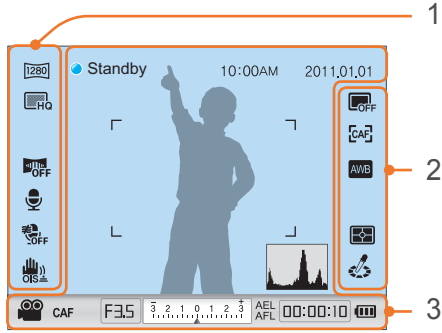 1
Standby 10:00AM 2011.01.01
1280
HQ
OFF
OFF
OIS
OFF
CAF
AWB
2
CAF F3.5 3 2 1 0 1 2 3 AEL AFL 00:00:10
3